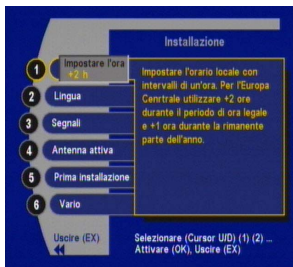 Installazione
1
Impostare l'ora
+2 h
Impostare l'orario locale con
intervalli di un'ora. Per l'Europa
Cenrtrale utilizzare +2 ore
durante il periodo di ora legale
e +1 ora durante la rimanente
parte dell'anno.
2 Lingua
3 Segnali
4 Antenna attiva
5 Prima installazione
6 Vario
Uscire (EX)
Selezionare (Cursor U/D) (1) (2) ...
Attivare (OK), Uscire (EX)